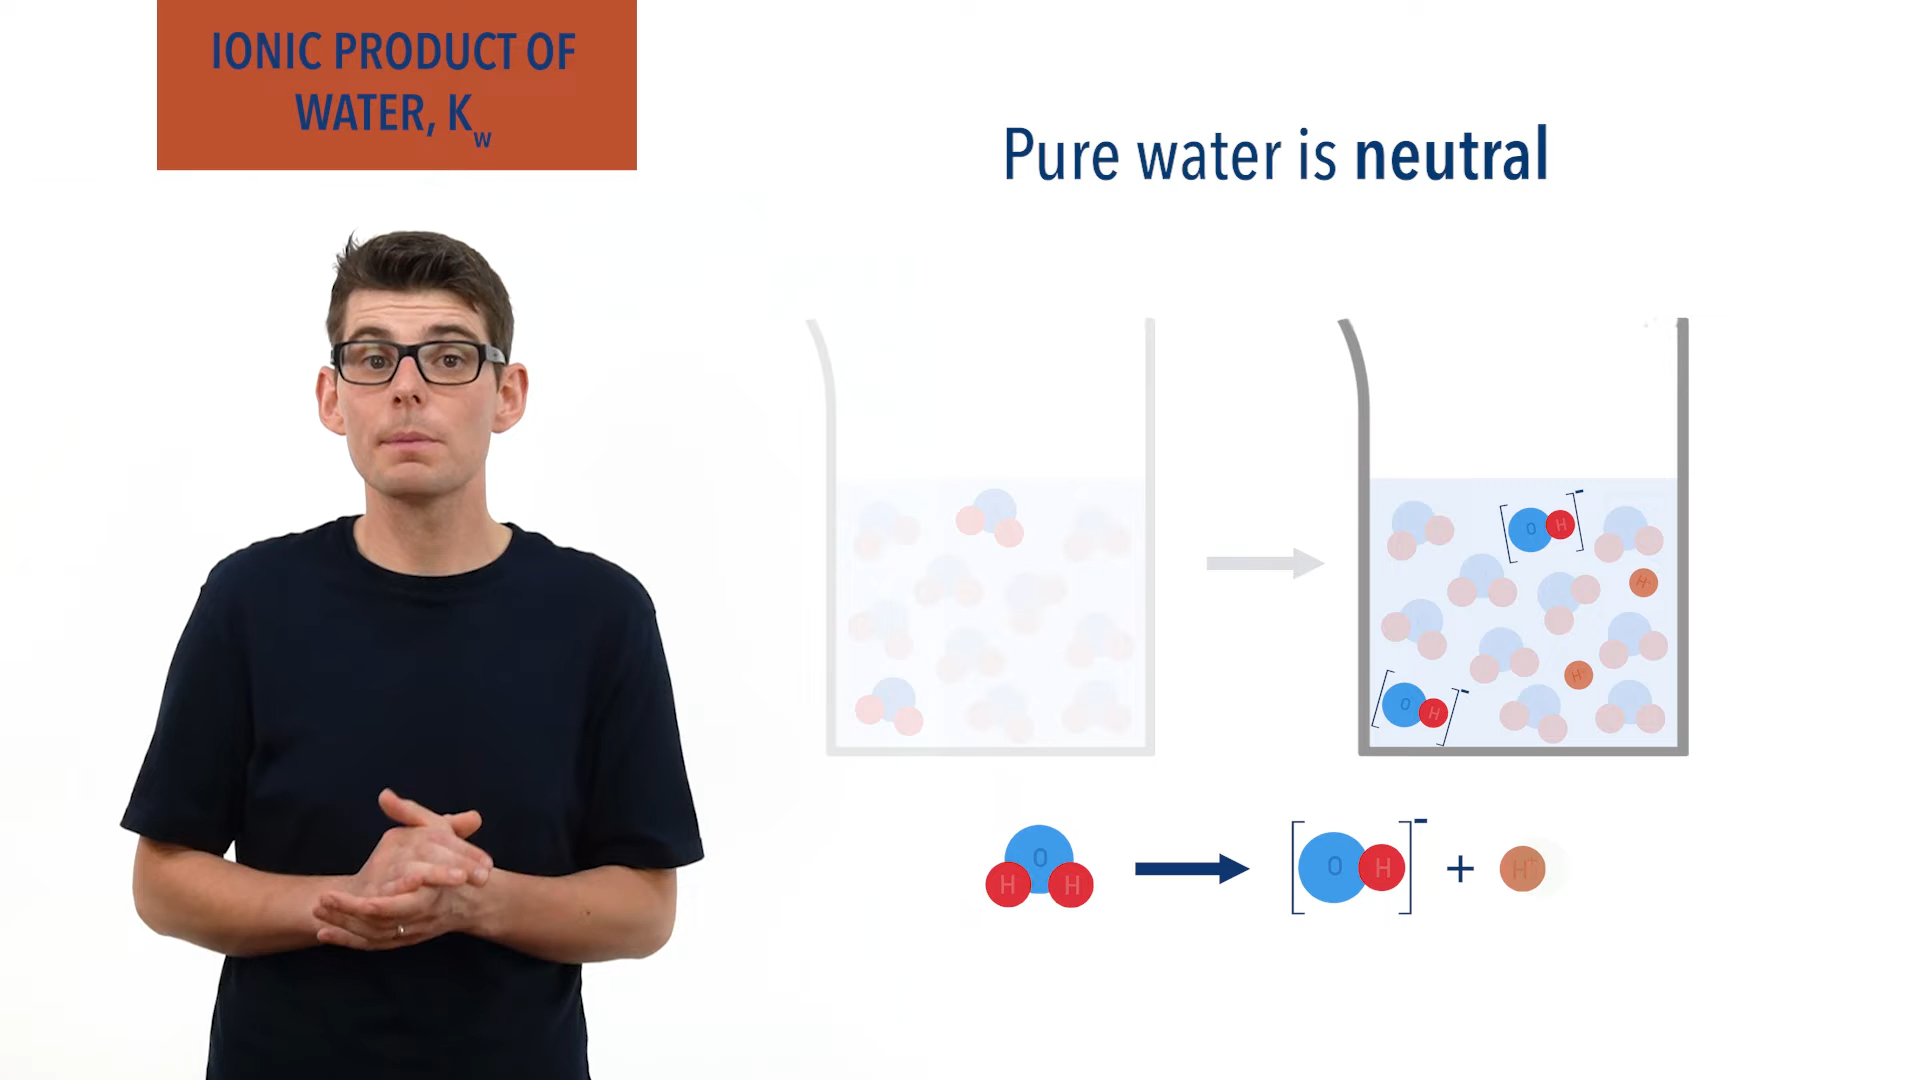 IONIC PRODUCT OF
WATER, Kw
Pure water is neutral
O H -
H+
H+
O H -
O
H H
O H - + H+